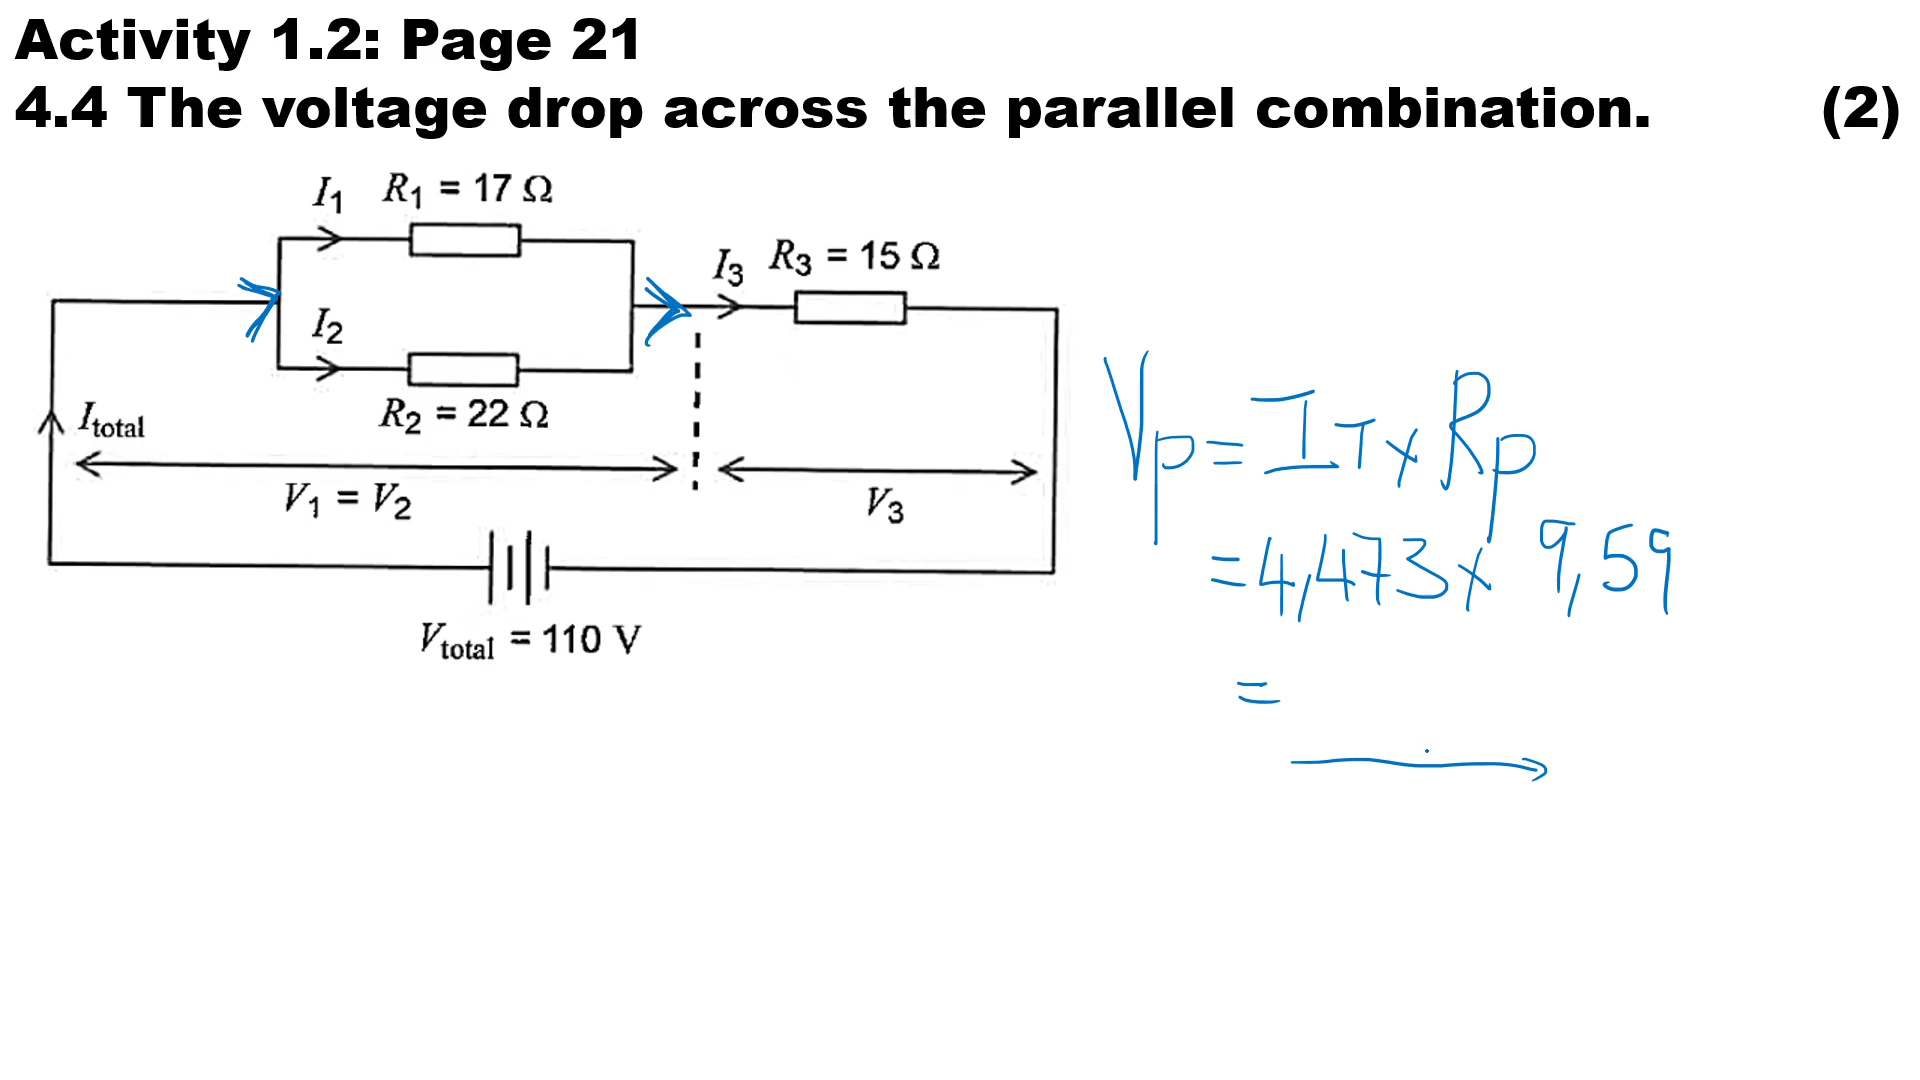 Activity 1.2: Page 21
4.4 The voltage drop across the parallel combination. (2)
I1 R1 = 17 Ω
I3 R3 = 15 Ω
I2
R2 = 22 Ω
Itotal
V1 = V2
V3
Vtotal = 110 V
Vp = IT x Rp
= 4,473 x 9,59
=